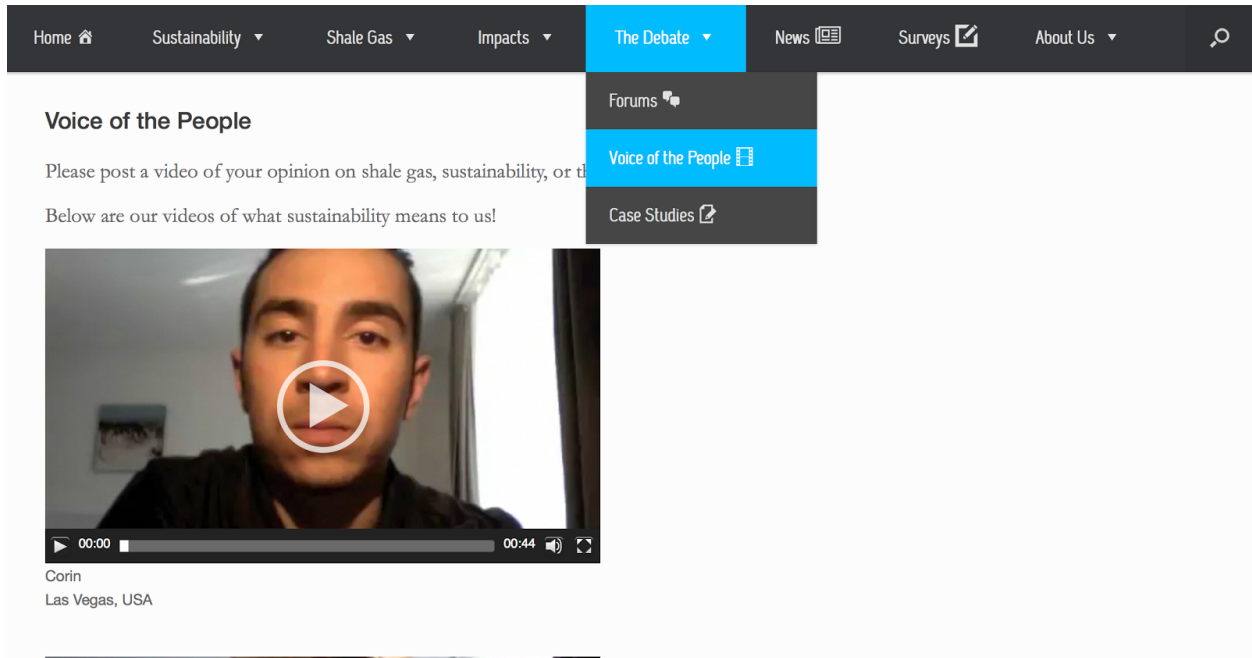 Home Sustainability Shale Gas Impacts The Debate News Surveys About Us
Forums
Voice of the People
Case Studies
Voice of the People
Please post a video of your opinion on shale gas, sustainability, or
Below are our videos of what sustainability means to us!
00:00 00:44
Corin
Las Vegas, USA